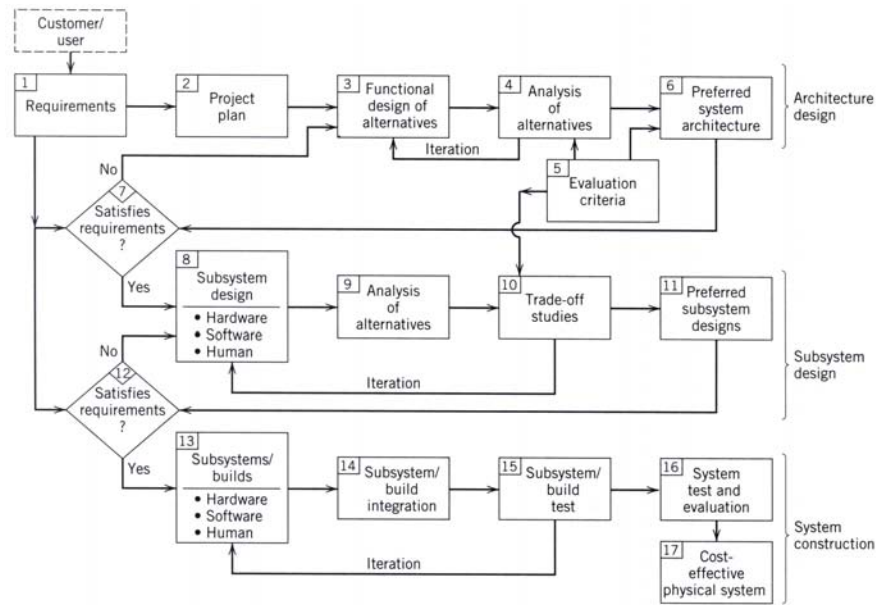 Customer/
user
1
Requirements
2
Project
plan
3
Functional
design of
alternatives
4
Analysis
of
alternatives
6
Preferred
system
architecture
Architecture
design
Iteration
5
Evaluation
criteria
No
7
Satisfies
requirements
?
Yes
8
Subsystem
design
• Hardware
• Software
• Human
9
Analysis
of
alternatives
10
Trade-off
studies
11
Preferred
subsystem
designs
Subsystem
design
Iteration
No
12
Satisfies
requirements
?
Yes
13
Subsystems/
builds
• Hardware
• Software
• Human
14
Subsystem/
build
integration
15
Subsystem/
build
test
16
System
test and
evaluation
System
construction
Iteration
17
Cost-
effective
physical system